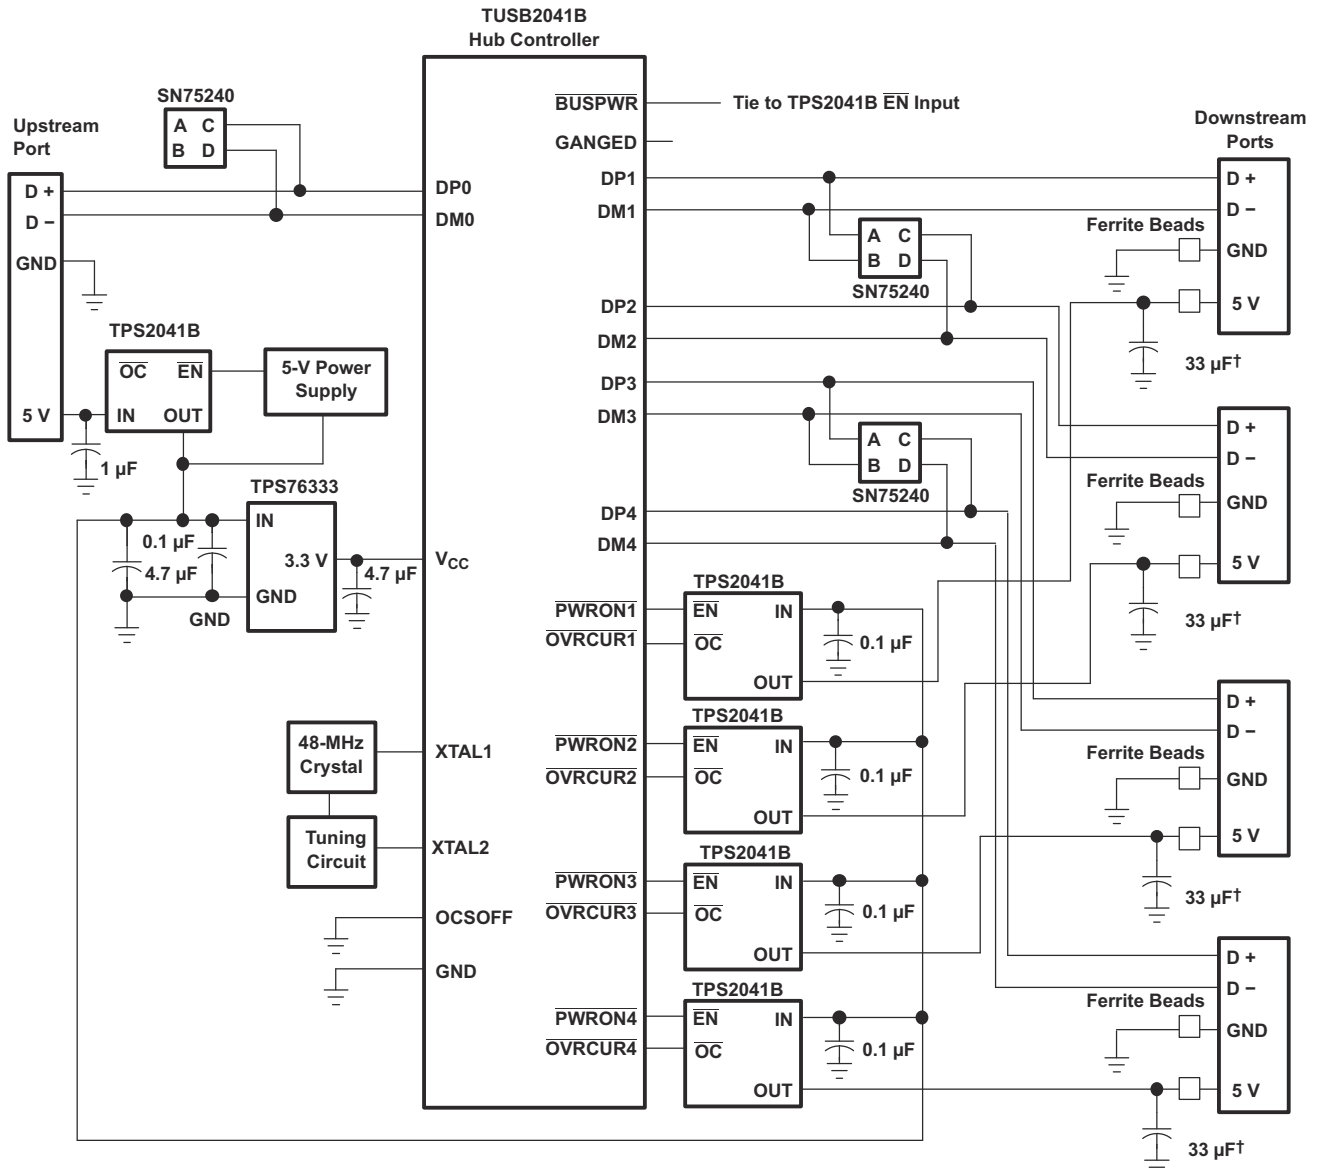 TUSB2041B
Hub Controller
SN75240
A C
B D
Upstream
Port
D +
D −
GND
5 V
TPS2041B
OC EN
IN OUT
5-V Power
Supply
1 µF
TPS76333
IN
3.3 V
GND
0.1 µF
4.7 µF
GND
4.7 µF
48-MHz
Crystal
Tuning
Circuit
DP0
DM0
VCC
XTAL1
XTAL2
OCSOFF
GND
BUSPWR
GANGED
DP1
DM1
DP2
DM2
DP3
DM3
DP4
DM4
PWRON1
OVRCUR1
PWRON2
OVRCUR2
PWRON3
OVRCUR3
PWRON4
OVRCUR4
Tie to TPS2041B EN Input
A C
B D
SN75240
A C
B D
SN75240
TPS2041B
EN IN
OC
OUT
0.1 µF
TPS2041B
EN IN
OC
OUT
0.1 µF
TPS2041B
EN IN
OC
OUT
0.1 µF
TPS2041B
EN IN
OC
OUT
0.1 µF
Downstream
Ports
D +
D −
Ferrite Beads
GND
5 V
33 µF†
D +
D −
Ferrite Beads
GND
5 V
33 µF†
D +
D −
Ferrite Beads
GND
5 V
33 µF†
D +
D −
Ferrite Beads
GND
5 V
33 µF†